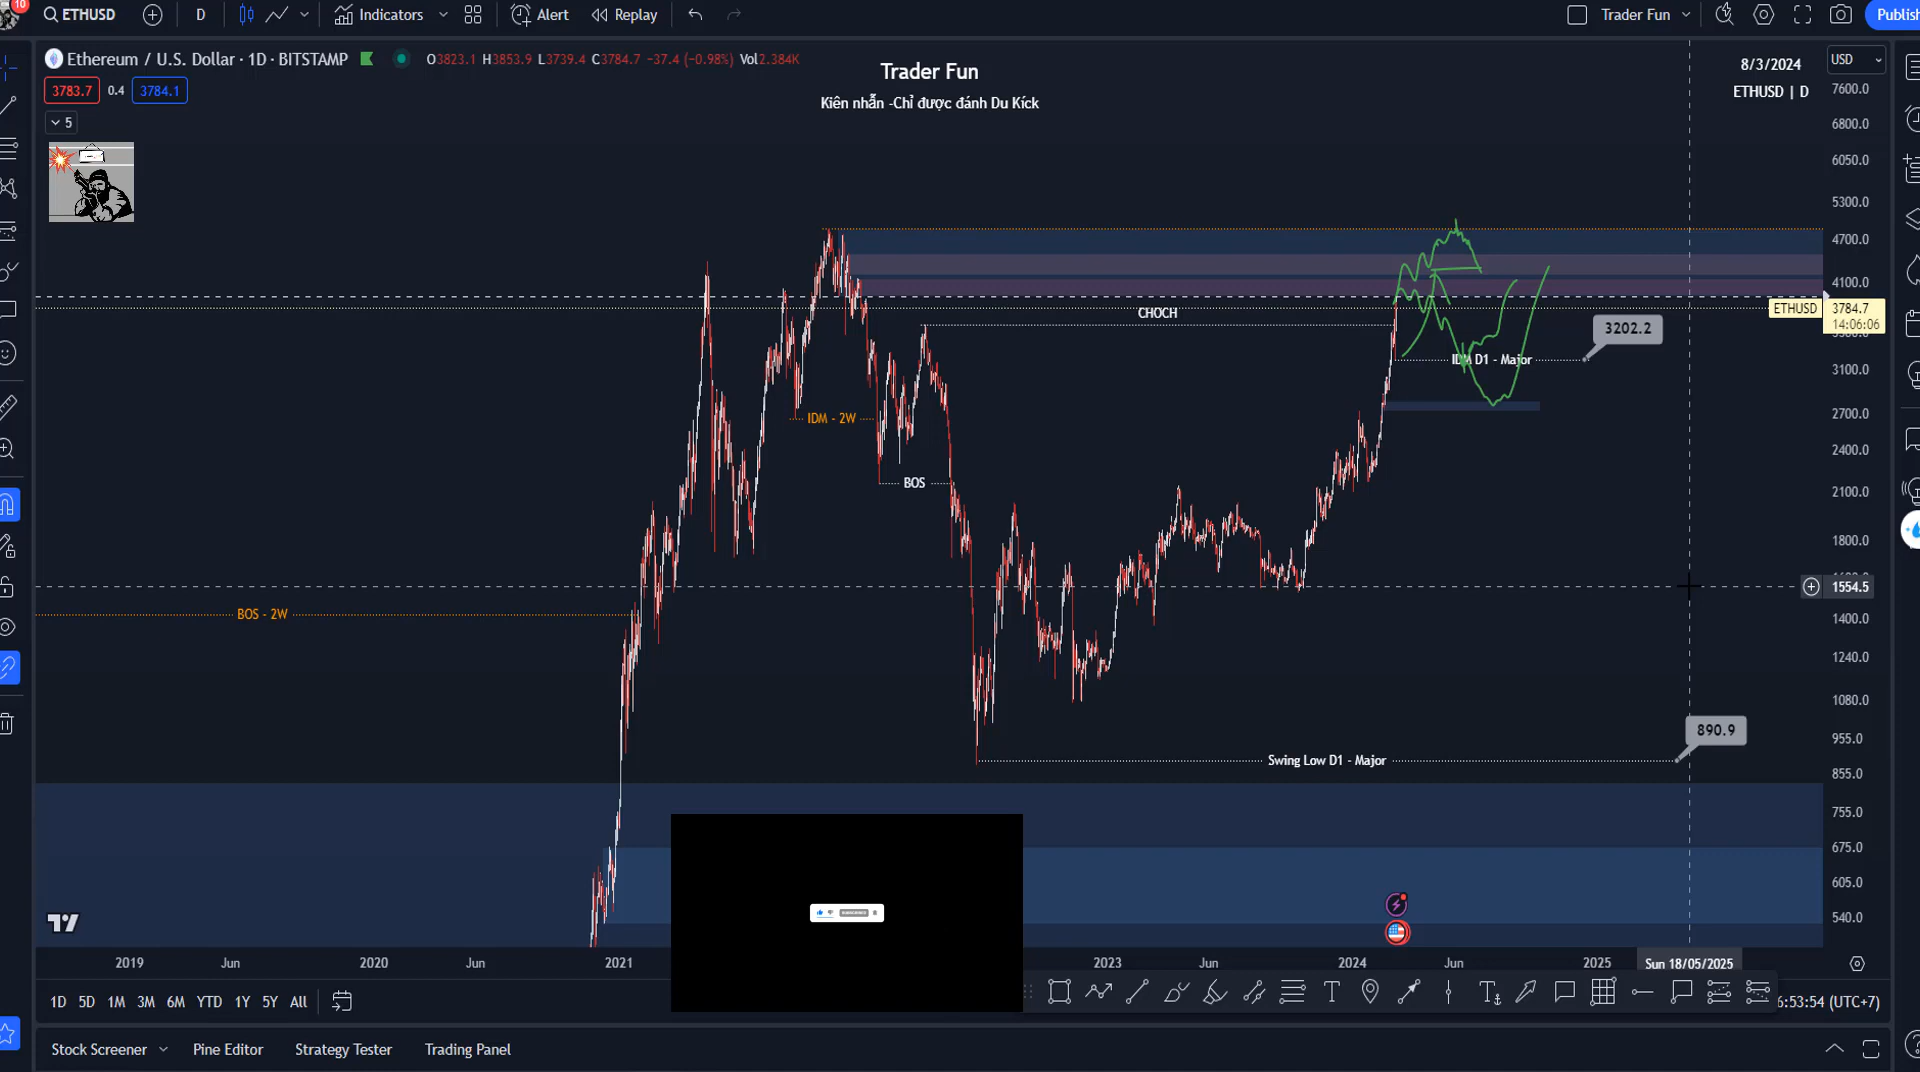 10
ETHUSD
D
Indicators
Alert
Replay
Trader Fun
Publish
Ethereum / U.S. Dollar · 1D · BITSTAMP
O3823.1 H3853.9 L3739.4 C3784.7 -37.4 (-0.98%) Vol2.384K
3783.7
0.4
3784.1
5
Trader Fun
Kiên nhẫn -Chỉ được đánh Du Kích
8/3/2024
ETHUSD | D
USD
7600.0
6800.0
6050.0
5300.0
4700.0
4100.0
ETHUSD
3784.7
14:06:06
3100.0
2700.0
2400.0
2100.0
1800.0
1554.5
1400.0
1240.0
1080.0
955.0
855.0
755.0
675.0
605.0
540.0
CHOCH
3202.2
IDM D1 - Major
IDM - 2W
BOS
BOS - 2W
890.9
Swing Low D1 - Major
2019
Jun
2020
Jun
2021
2023
Jun
2024
Jun
2025
Sun 18/05/2025
1D 5D 1M 3M 6M YTD 1Y 5Y All
6:53:54 (UTC+7)
Stock Screener
Pine Editor
Strategy Tester
Trading Panel